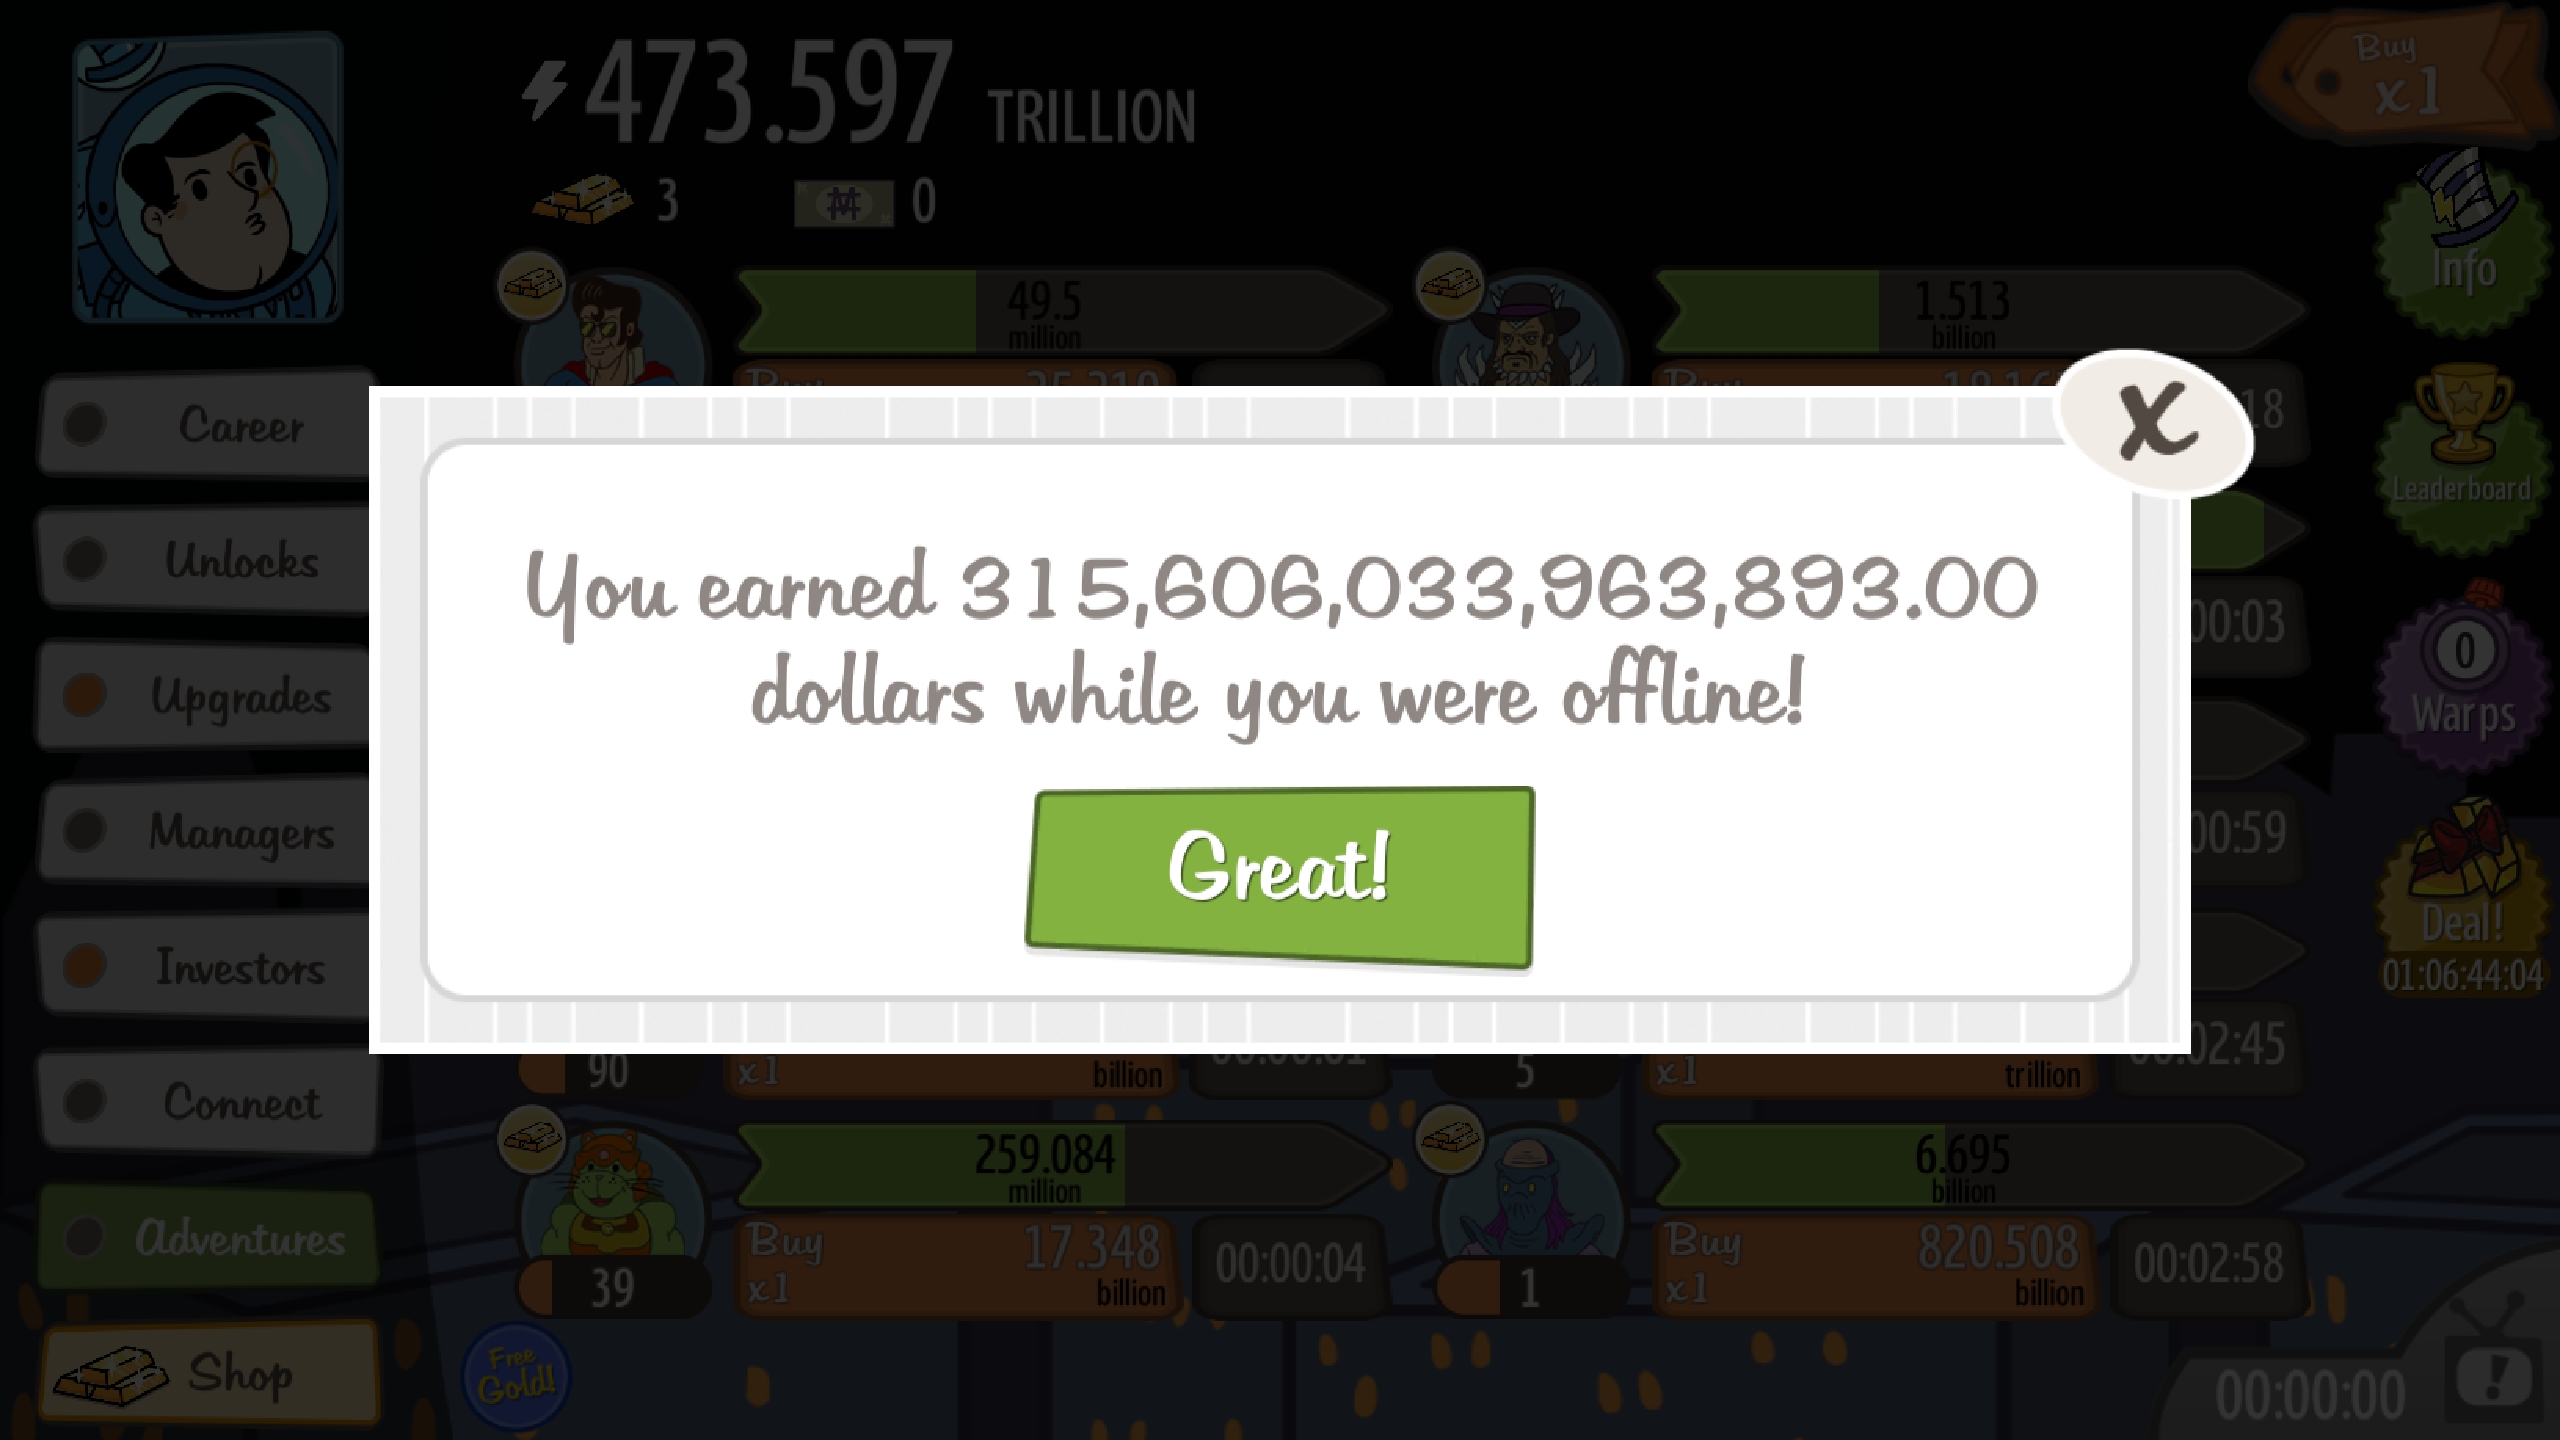 473.597 TRILLION
3
0
Buy
x1
Info
Leaderboard
0
Warps
Deal!
01:06:44:04
Career
Unlocks
Upgrades
Managers
Investors
Connect
Adventures
Shop
49.5
million
1.513
billion
Buy
Buy
18
You earned 315,606,033,963,893.00
dollars while you were offline!
Great!
X
00:03
00:59
02:45
90
x1
billion
5
x1
trillion
259.084
million
Buy 17.348
x1 billion
00:00:04
39
6.695
billion
Buy 820.508
x1 billion
00:02:58
1
Free
Gold!
00:00:00